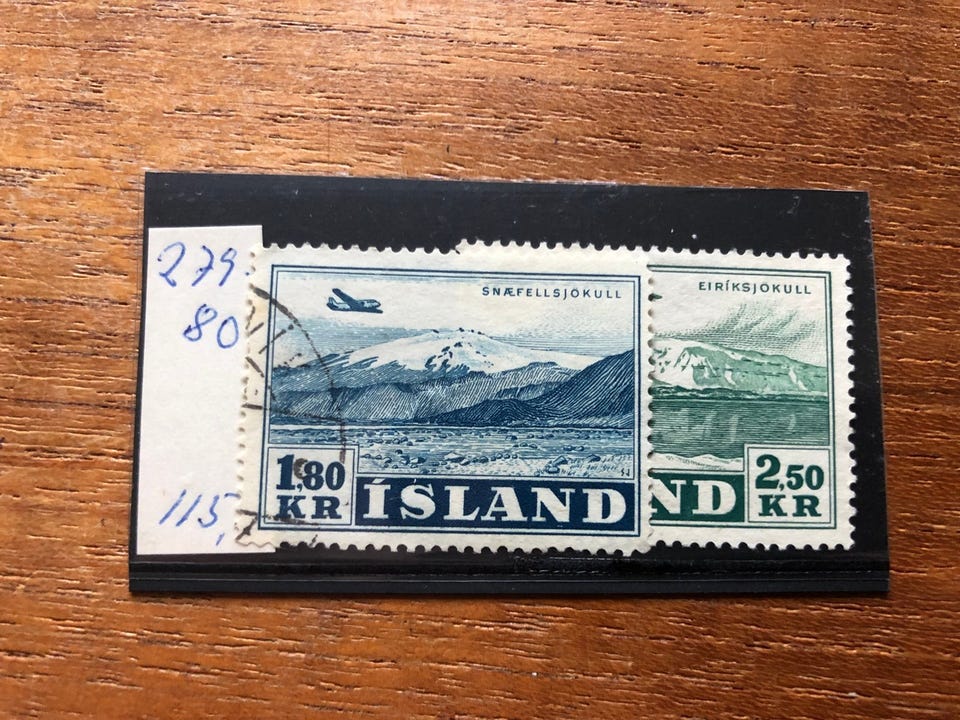 279-
80
115,
SNÆFELLSJÖKULL
1,80
KR
ÍSLAND
EIRÍKSJÖKULL
ND
2,50
KR